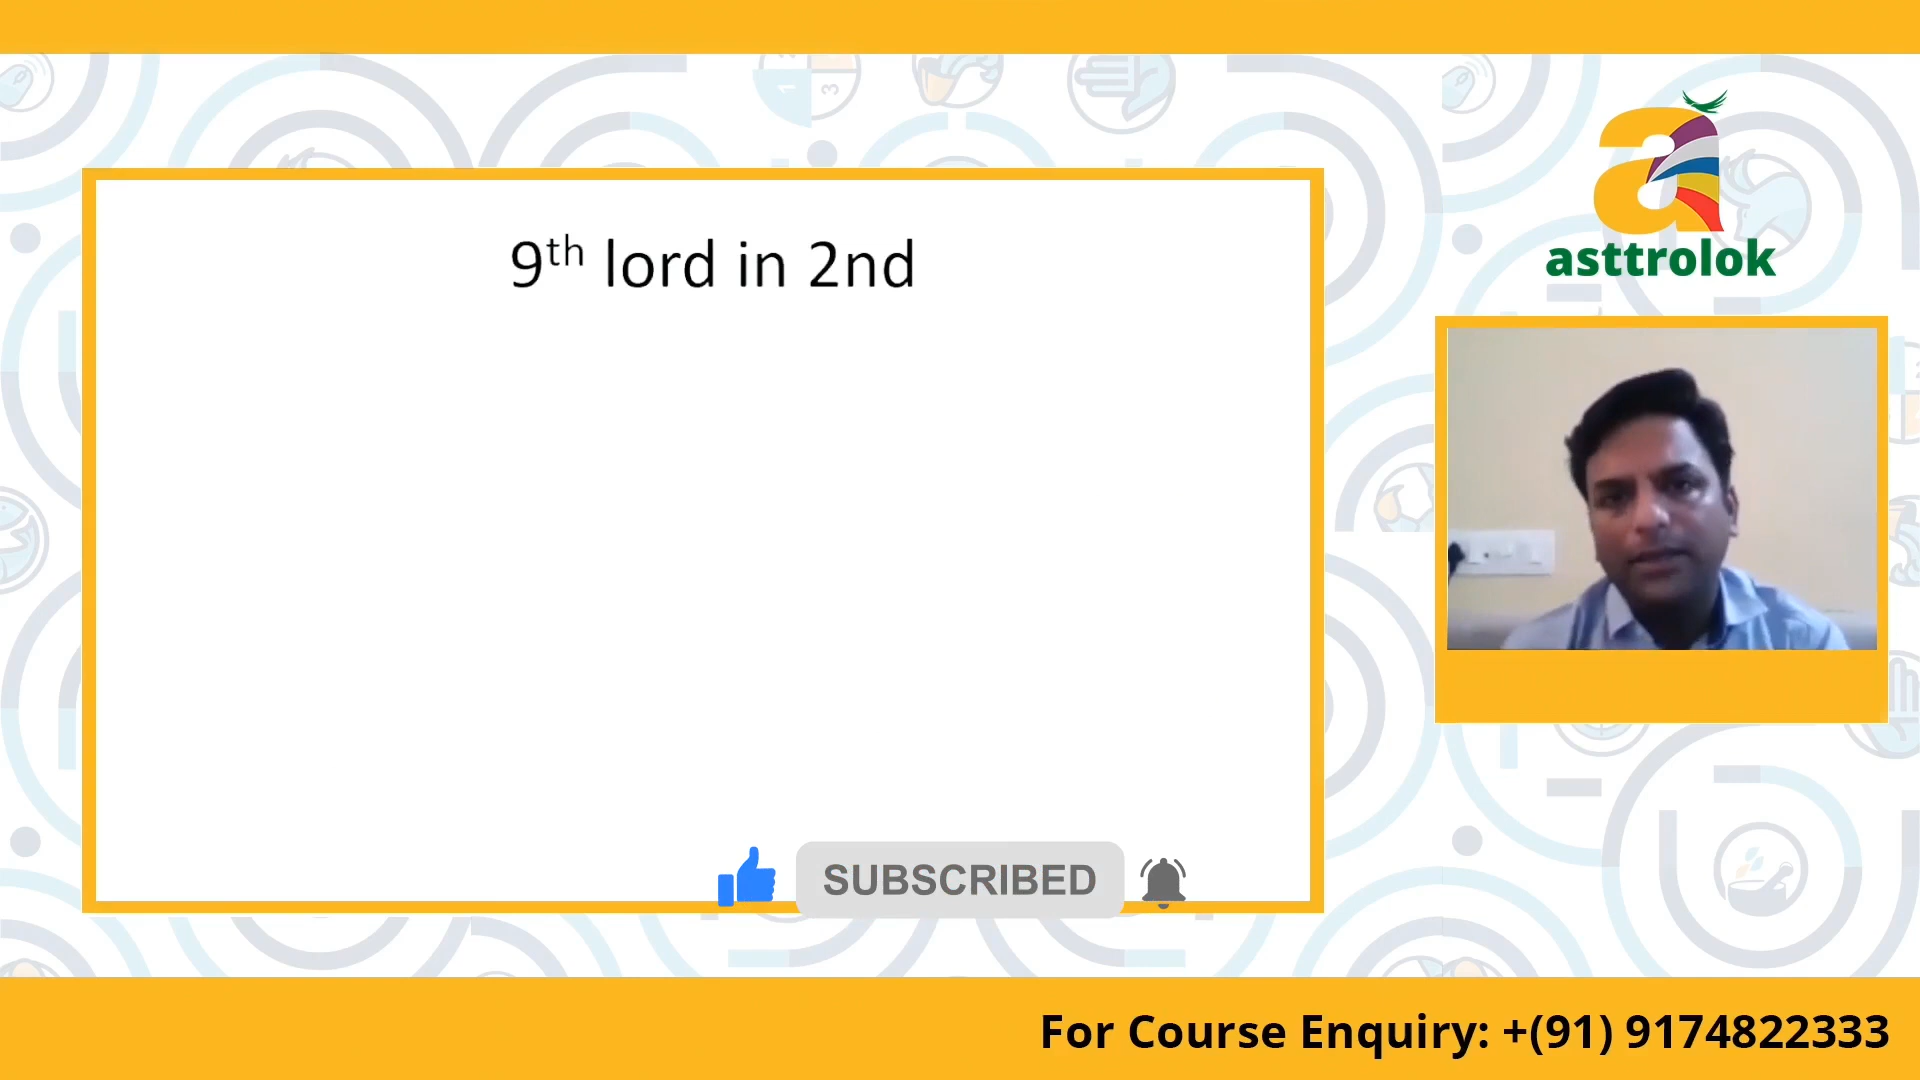 9th lord in 2nd
asttrolok
SUBSCRIBED
For Course Enquiry: +(91) 9174822333